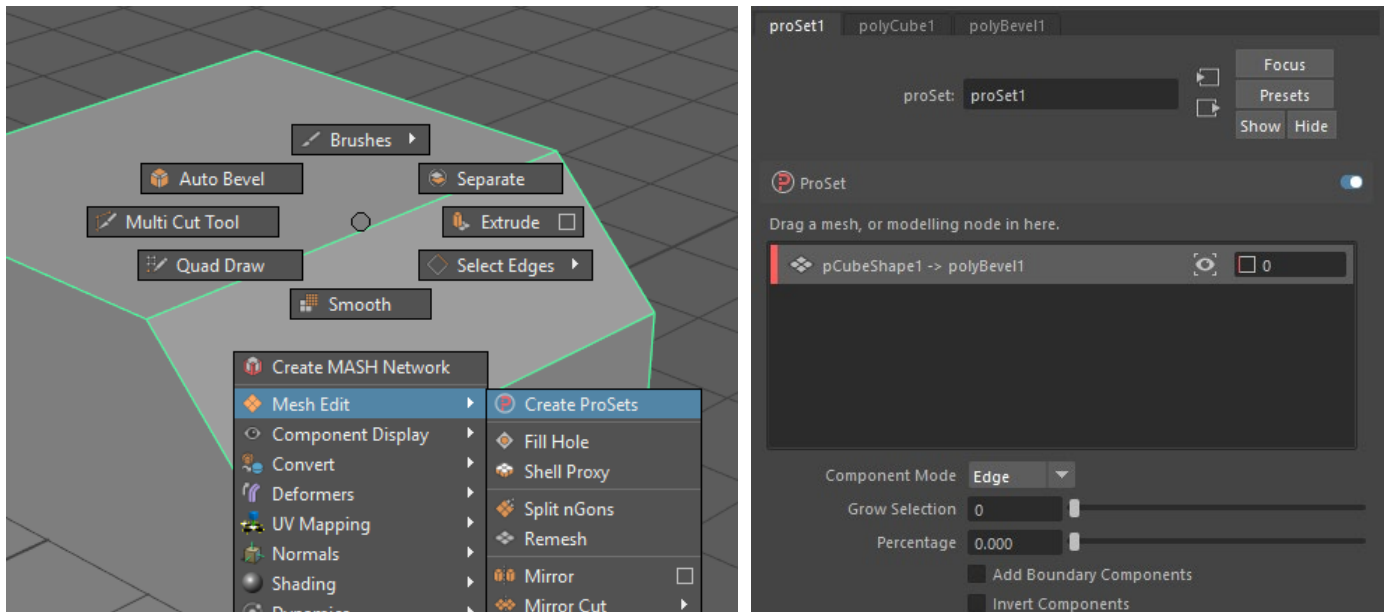 Brushes
Auto Bevel
Separate
Multi Cut Tool
Extrude
Quad Draw
Select Edges
Smooth
Create MASH Network
Mesh Edit
Component Display
Convert
Deformers
UV Mapping
Normals
Shading
Dynamics
Create ProSets
Fill Hole
Shell Proxy
Split nGons
Remesh
Mirror
Mirror Cut
proSet1 polyCube1 polyBevel1
Focus
proSet: proSet1
Presets
Show Hide
ProSet
Drag a mesh, or modelling node in here.
pCubeShape1 -> polyBevel1 0
Component Mode Edge
Grow Selection 0
Percentage 0.000
Add Boundary Components
Invert Components